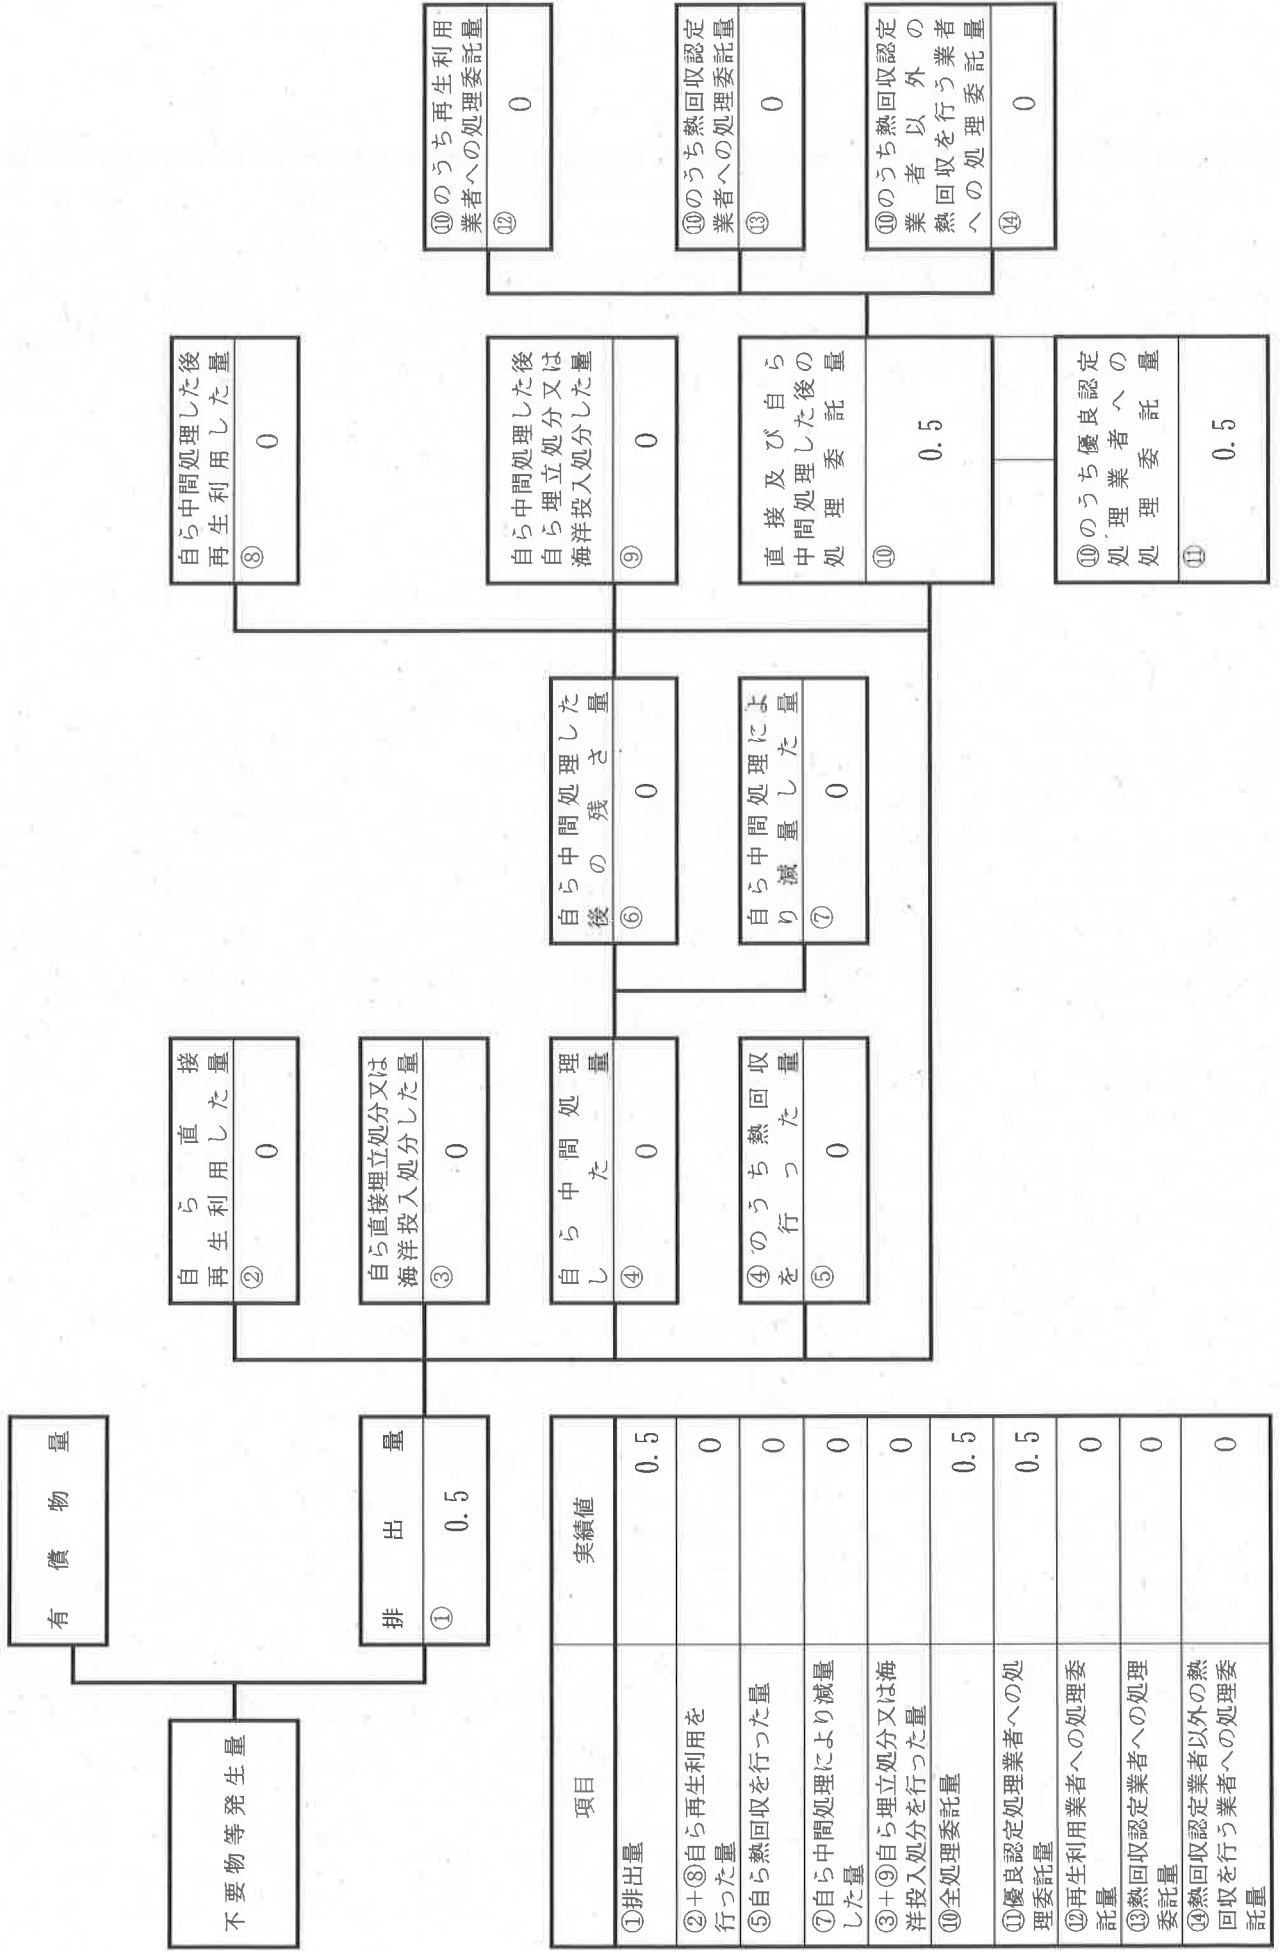 不要物等発生量
有償物量
排出量
① 0.5
自ら直接
再生利用した量
② 0
自ら直接埋立処分又は
海洋投入処分した量
③ 0
自ら中間処理
した量
④ 0
④のうち熱回収
を行った量
⑤ 0
自ら中間処理した
後の残さ量
⑥ 0
自ら中間処理によ
り減量した量
⑦ 0
自ら中間処理した後
再生利用した量
⑧ 0
自ら中間処理した後
自ら埋立処分又は
海洋投入処分した量
⑨ 0
直接及び自ら
中間処理した後の
処理委託量
⑩ 0.5
⑩のうち優良認定
処理業者への
処理委託量
⑪ 0.5
⑩のうち再生利用
業者への処理委託量
⑫ 0
⑩のうち熱回収認定
業者への処理委託量
⑬ 0
⑩のうち熱回収認定
業者以外の
熱回収を行う業者
への処理委託量
⑭ 0
項目 実績値
①排出量 0.5
②+⑧自ら再生利用を
行った量 0
⑤自ら熱回収を行った量 0
⑦自ら中間処理により減量
した量 0
③+⑨自ら埋立処分又は海
洋投入処分を行った量 0
⑩全処理委託量 0.5
⑪優良認定処理業者への処
理委託量 0.5
⑫再生利用業者への処理委
託量 0
⑬熱回収認定業者への処理
委託量 0
⑭熱回収認定業者以外の熱
回収を行う業者への処理委
託量 0